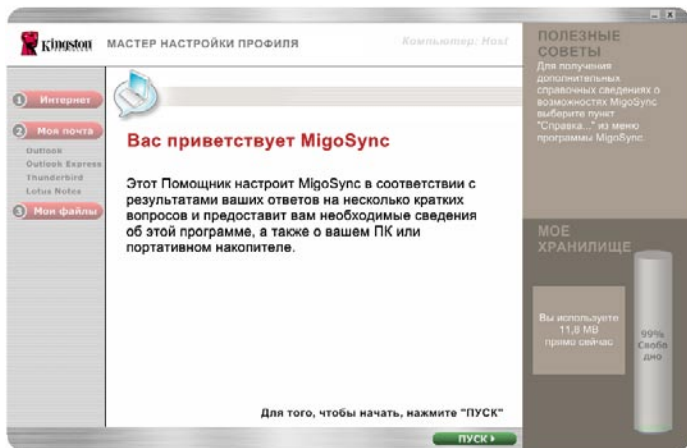 Kingston
МАСТЕР НАСТРОЙКИ ПРОФИЛЯ
Компьютер: Host
1 Интернет
2 Моя почта
Outlook
Outlook Express
Thunderbird
Lotus Notes
3 Мои файлы
Вас приветствует MigoSync
Этот Помощник настроит MigoSync в соответствии с
результатами ваших ответов на несколько кратких
вопросов и предоставит вам необходимые сведения
об этой программе, а также о вашем ПК или
портативном накопителе.
Для того, чтобы начать, нажмите "ПУСК"
ПУСК
ПОЛЕЗНЫЕ
СОВЕТЫ
Для получения
дополнительных
справочных сведений о
возможностях MigoSync
выберите пункт
"Справка..." из меню
программы MigoSync.
МОЕ
ХРАНИЛИЩЕ
Вы используете
11,8 MB
прямо сейчас
99%
Свобо
дно